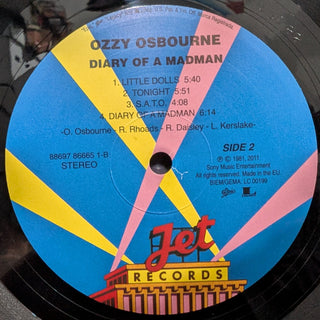 OZZY OSBOURNE
DIARY OF A MADMAN
1. LITTLE DOLLS 5:40
2. TONIGHT 5:51
3. S.A.T.O. 4:08
4. DIARY OF A MADMAN 6:14
-O. Osbourne - R. Rhoads - R. Daisley - L. Kerslake-
88697 86665 1-B
STEREO
SIDE 2
℗ © 1981, 2011
Sony Music Entertainment.
All rights reserved. Made in the EU.
BIEM/GEMA. LC 00199
Epic
Jet
RECORDS